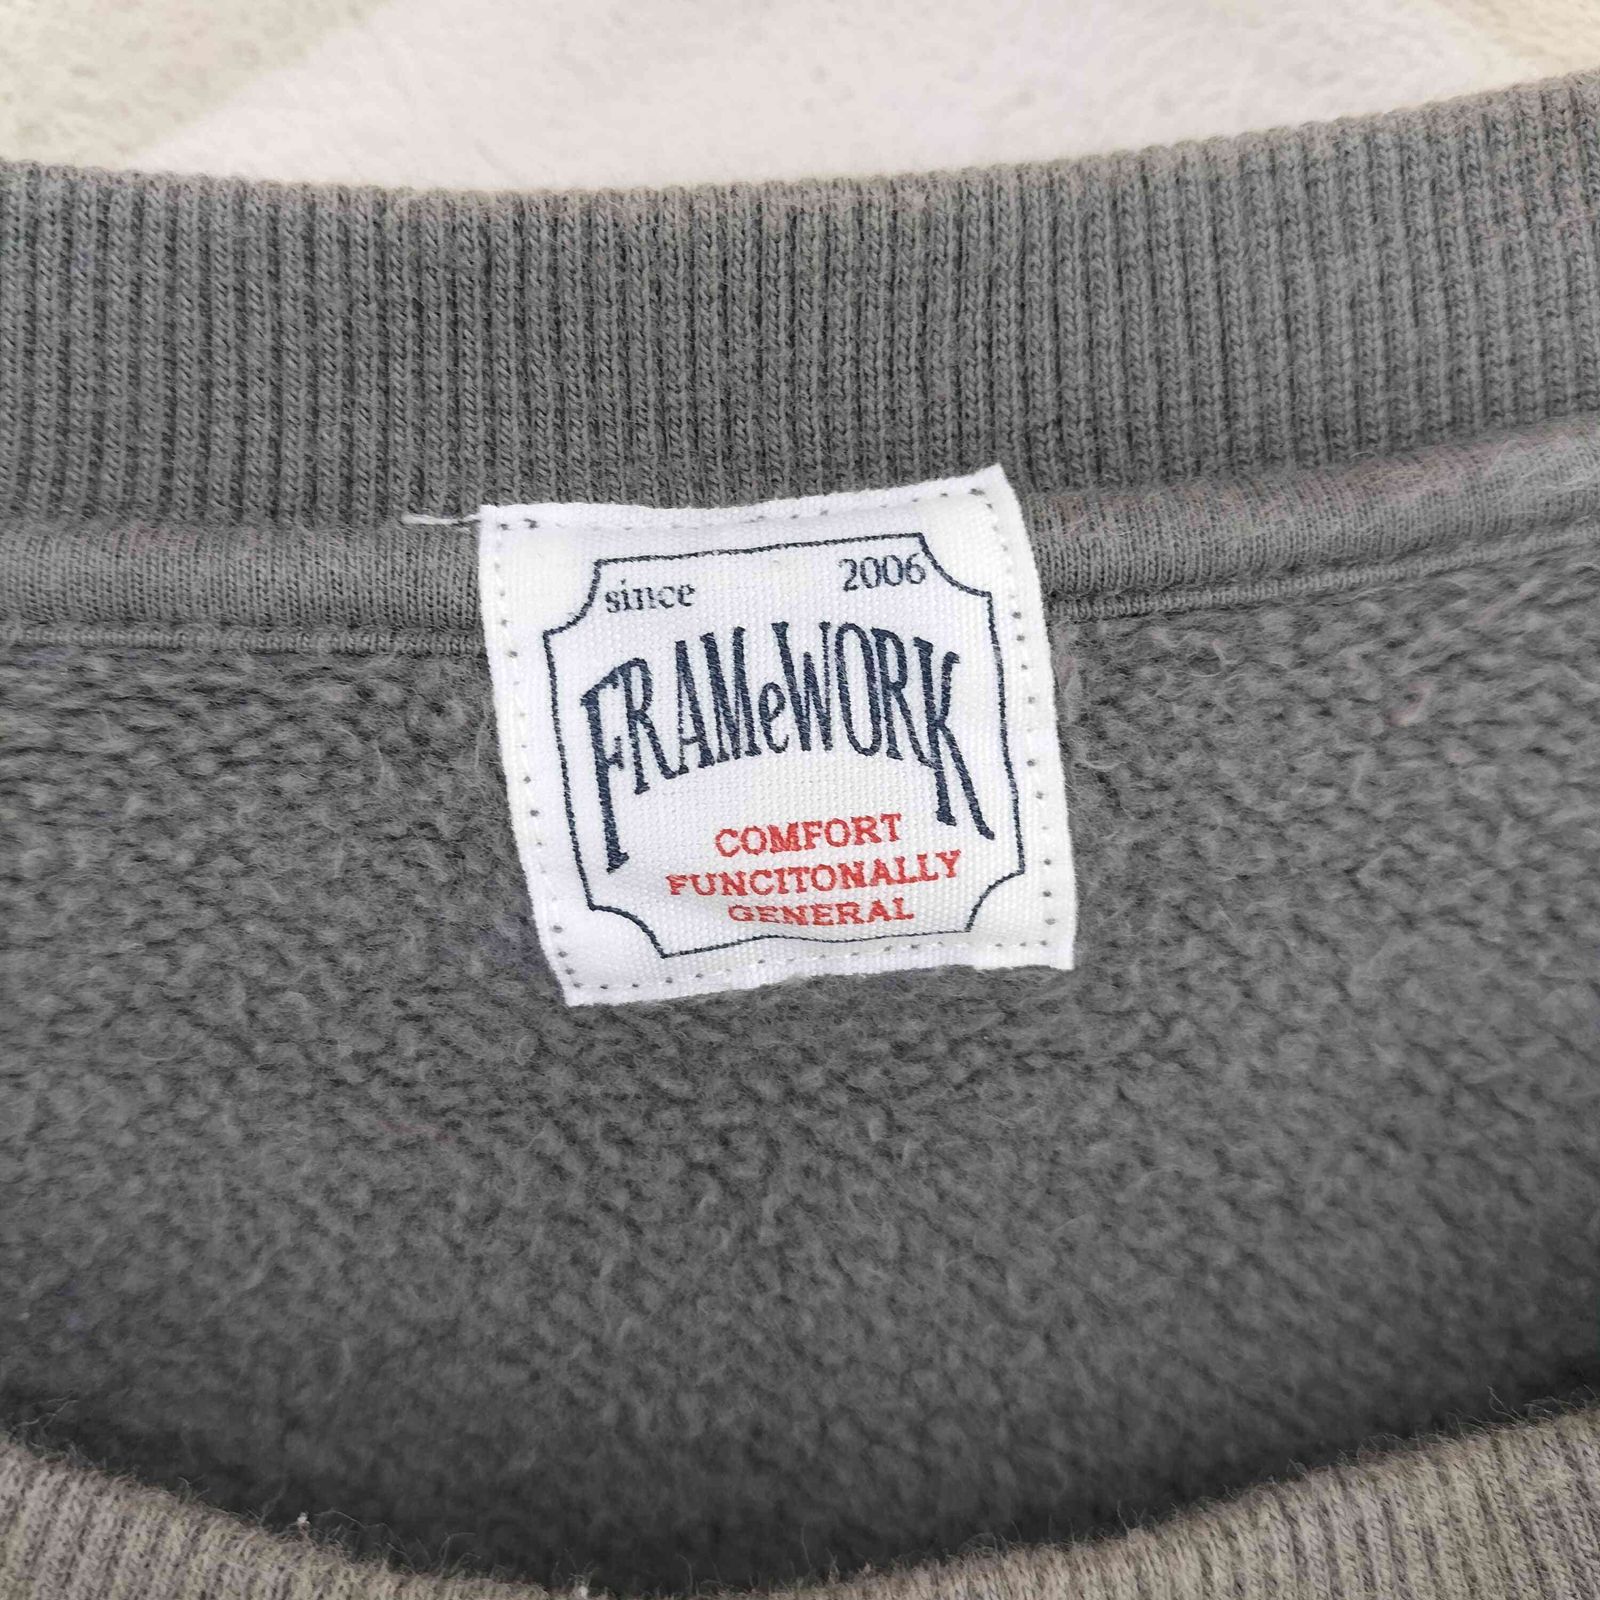 since 2006
FRAMeWORK
COMFORT
FUNCITONALLY
GENERAL